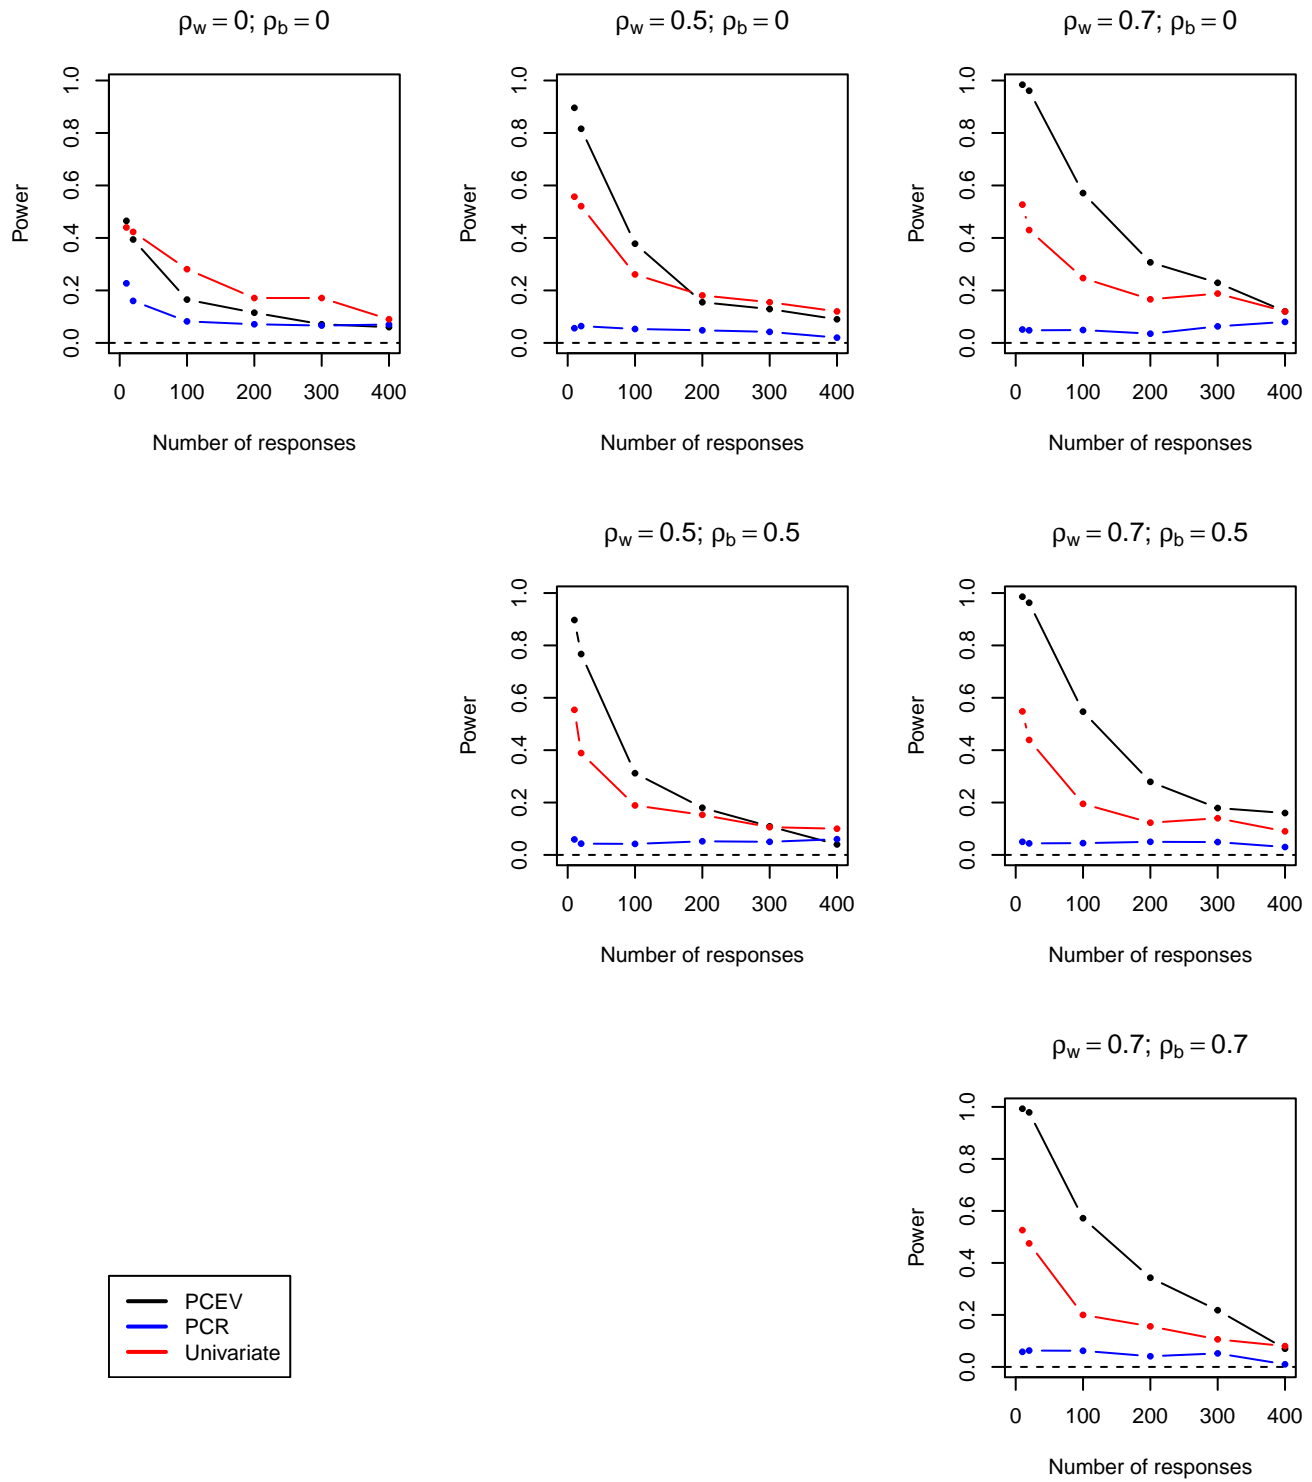 ρw = 0; ρb = 0
1.0
0.8
0.6
0.4
0.2
0.0
Power
0 100 200 300 400
Number of responses
ρw = 0.5; ρb = 0
1.0
0.8
0.6
0.4
0.2
0.0
Power
0 100 200 300 400
Number of responses
ρw = 0.7; ρb = 0
1.0
0.8
0.6
0.4
0.2
0.0
Power
0 100 200 300 400
Number of responses
ρw = 0.5; ρb = 0.5
1.0
0.8
0.6
0.4
0.2
0.0
Power
0 100 200 300 400
Number of responses
ρw = 0.7; ρb = 0.5
1.0
0.8
0.6
0.4
0.2
0.0
Power
0 100 200 300 400
Number of responses
ρw = 0.7; ρb = 0.7
1.0
0.8
0.6
0.4
0.2
0.0
Power
0 100 200 300 400
Number of responses
PCEV
PCR
Univariate